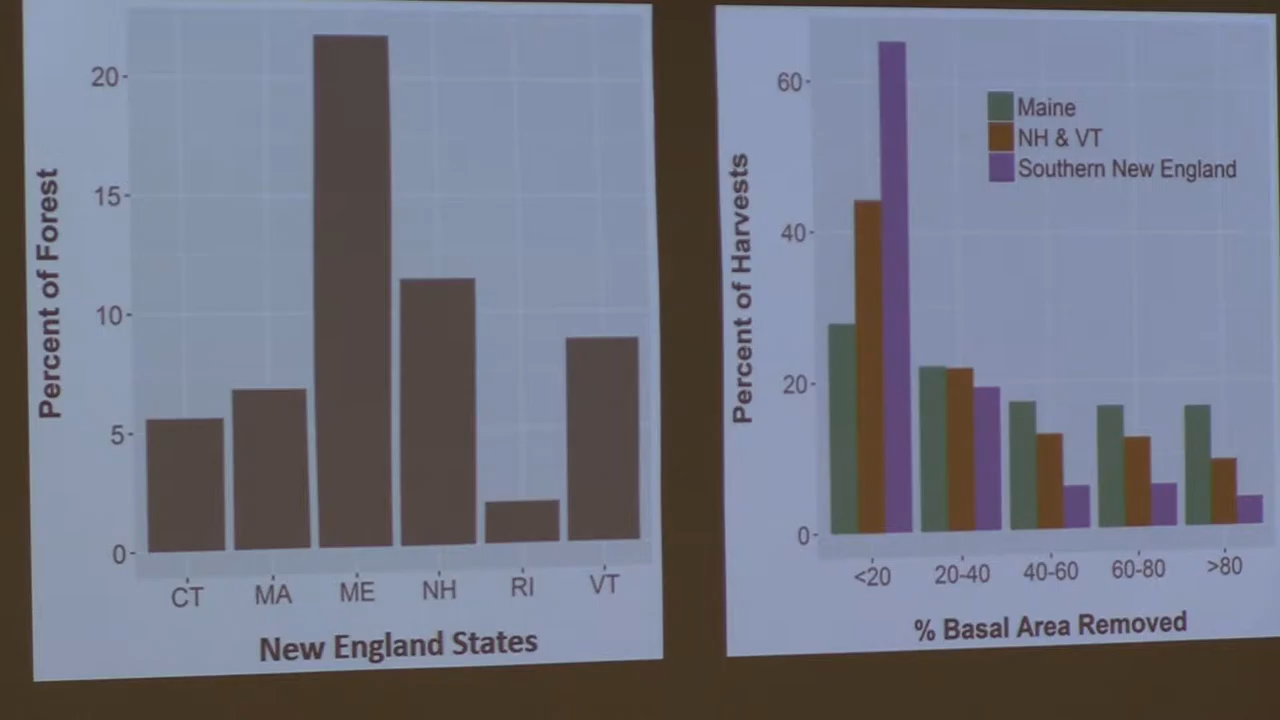 Percent of Forest
20
15
10
5
0
CT MA ME NH RI VT
New England States
Percent of Harvests
60
40
20
0
Maine
NH & VT
Southern New England
<20 20-40 40-60 60-80 >80
% Basal Area Removed